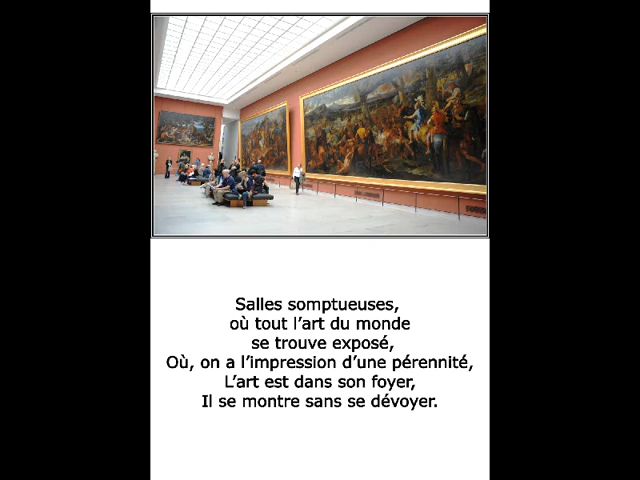 Salles somptueuses,
où tout l’art du monde
se trouve exposé,
Où, on a l’impression d’une pérennité,
L’art est dans son foyer,
Il se montre sans se dévoyer.